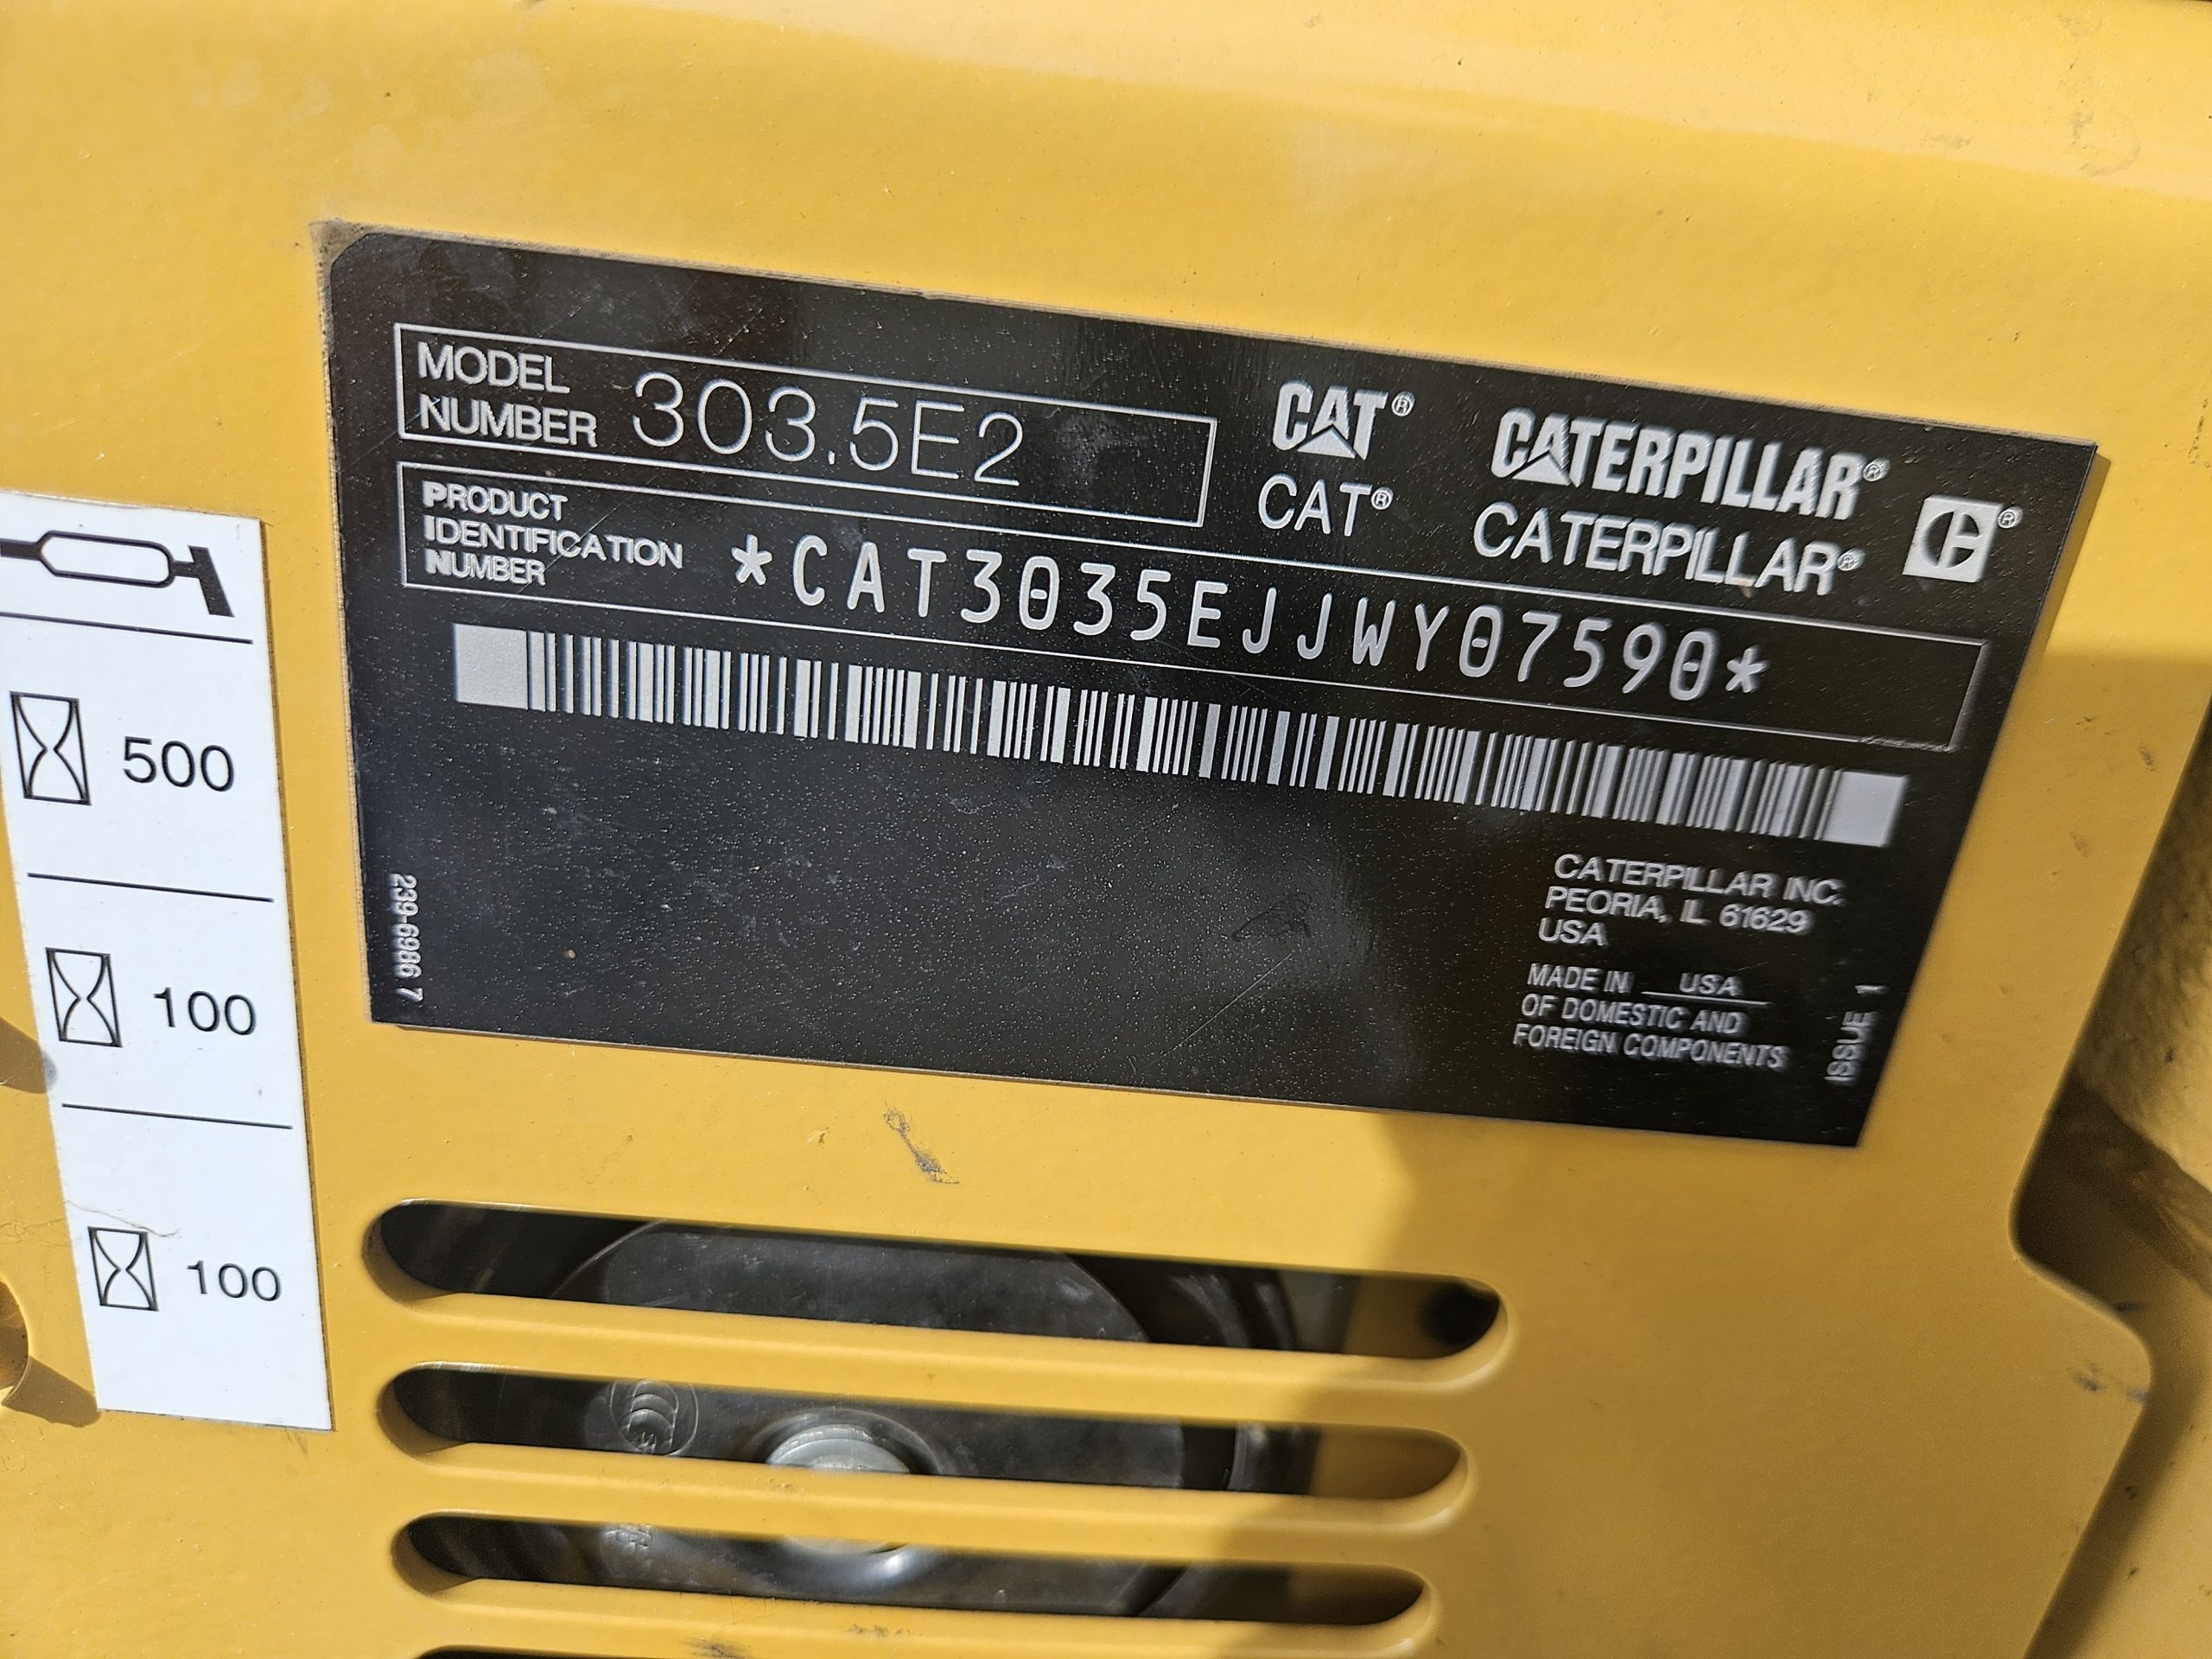 MODEL
NUMBER 303.5E2
CAT® CATERPILLAR®
CAT® CATERPILLAR® ®
PRODUCT
IDENTIFICATION
NUMBER
*CAT3035EJJWY07590*
500
100
100
239-6986 7
CATERPILLAR INC.
PEORIA, IL 61629
USA
MADE IN USA
OF DOMESTIC AND
FOREIGN COMPONENTS
ISSUE 1